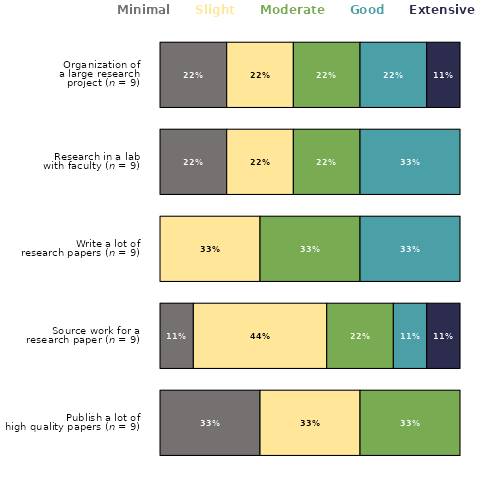 Minimal Slight Moderate Good Extensive
Organization of
a large research
project (n = 9)
22% 22% 22% 22% 11%
Research in a lab
with faculty (n = 9)
22% 22% 22% 33%
Write a lot of
research papers (n = 9)
33% 33% 33%
Source work for a
research paper (n = 9)
11% 44% 22% 11% 11%
Publish a lot of
high quality papers (n = 9)
33% 33% 33%